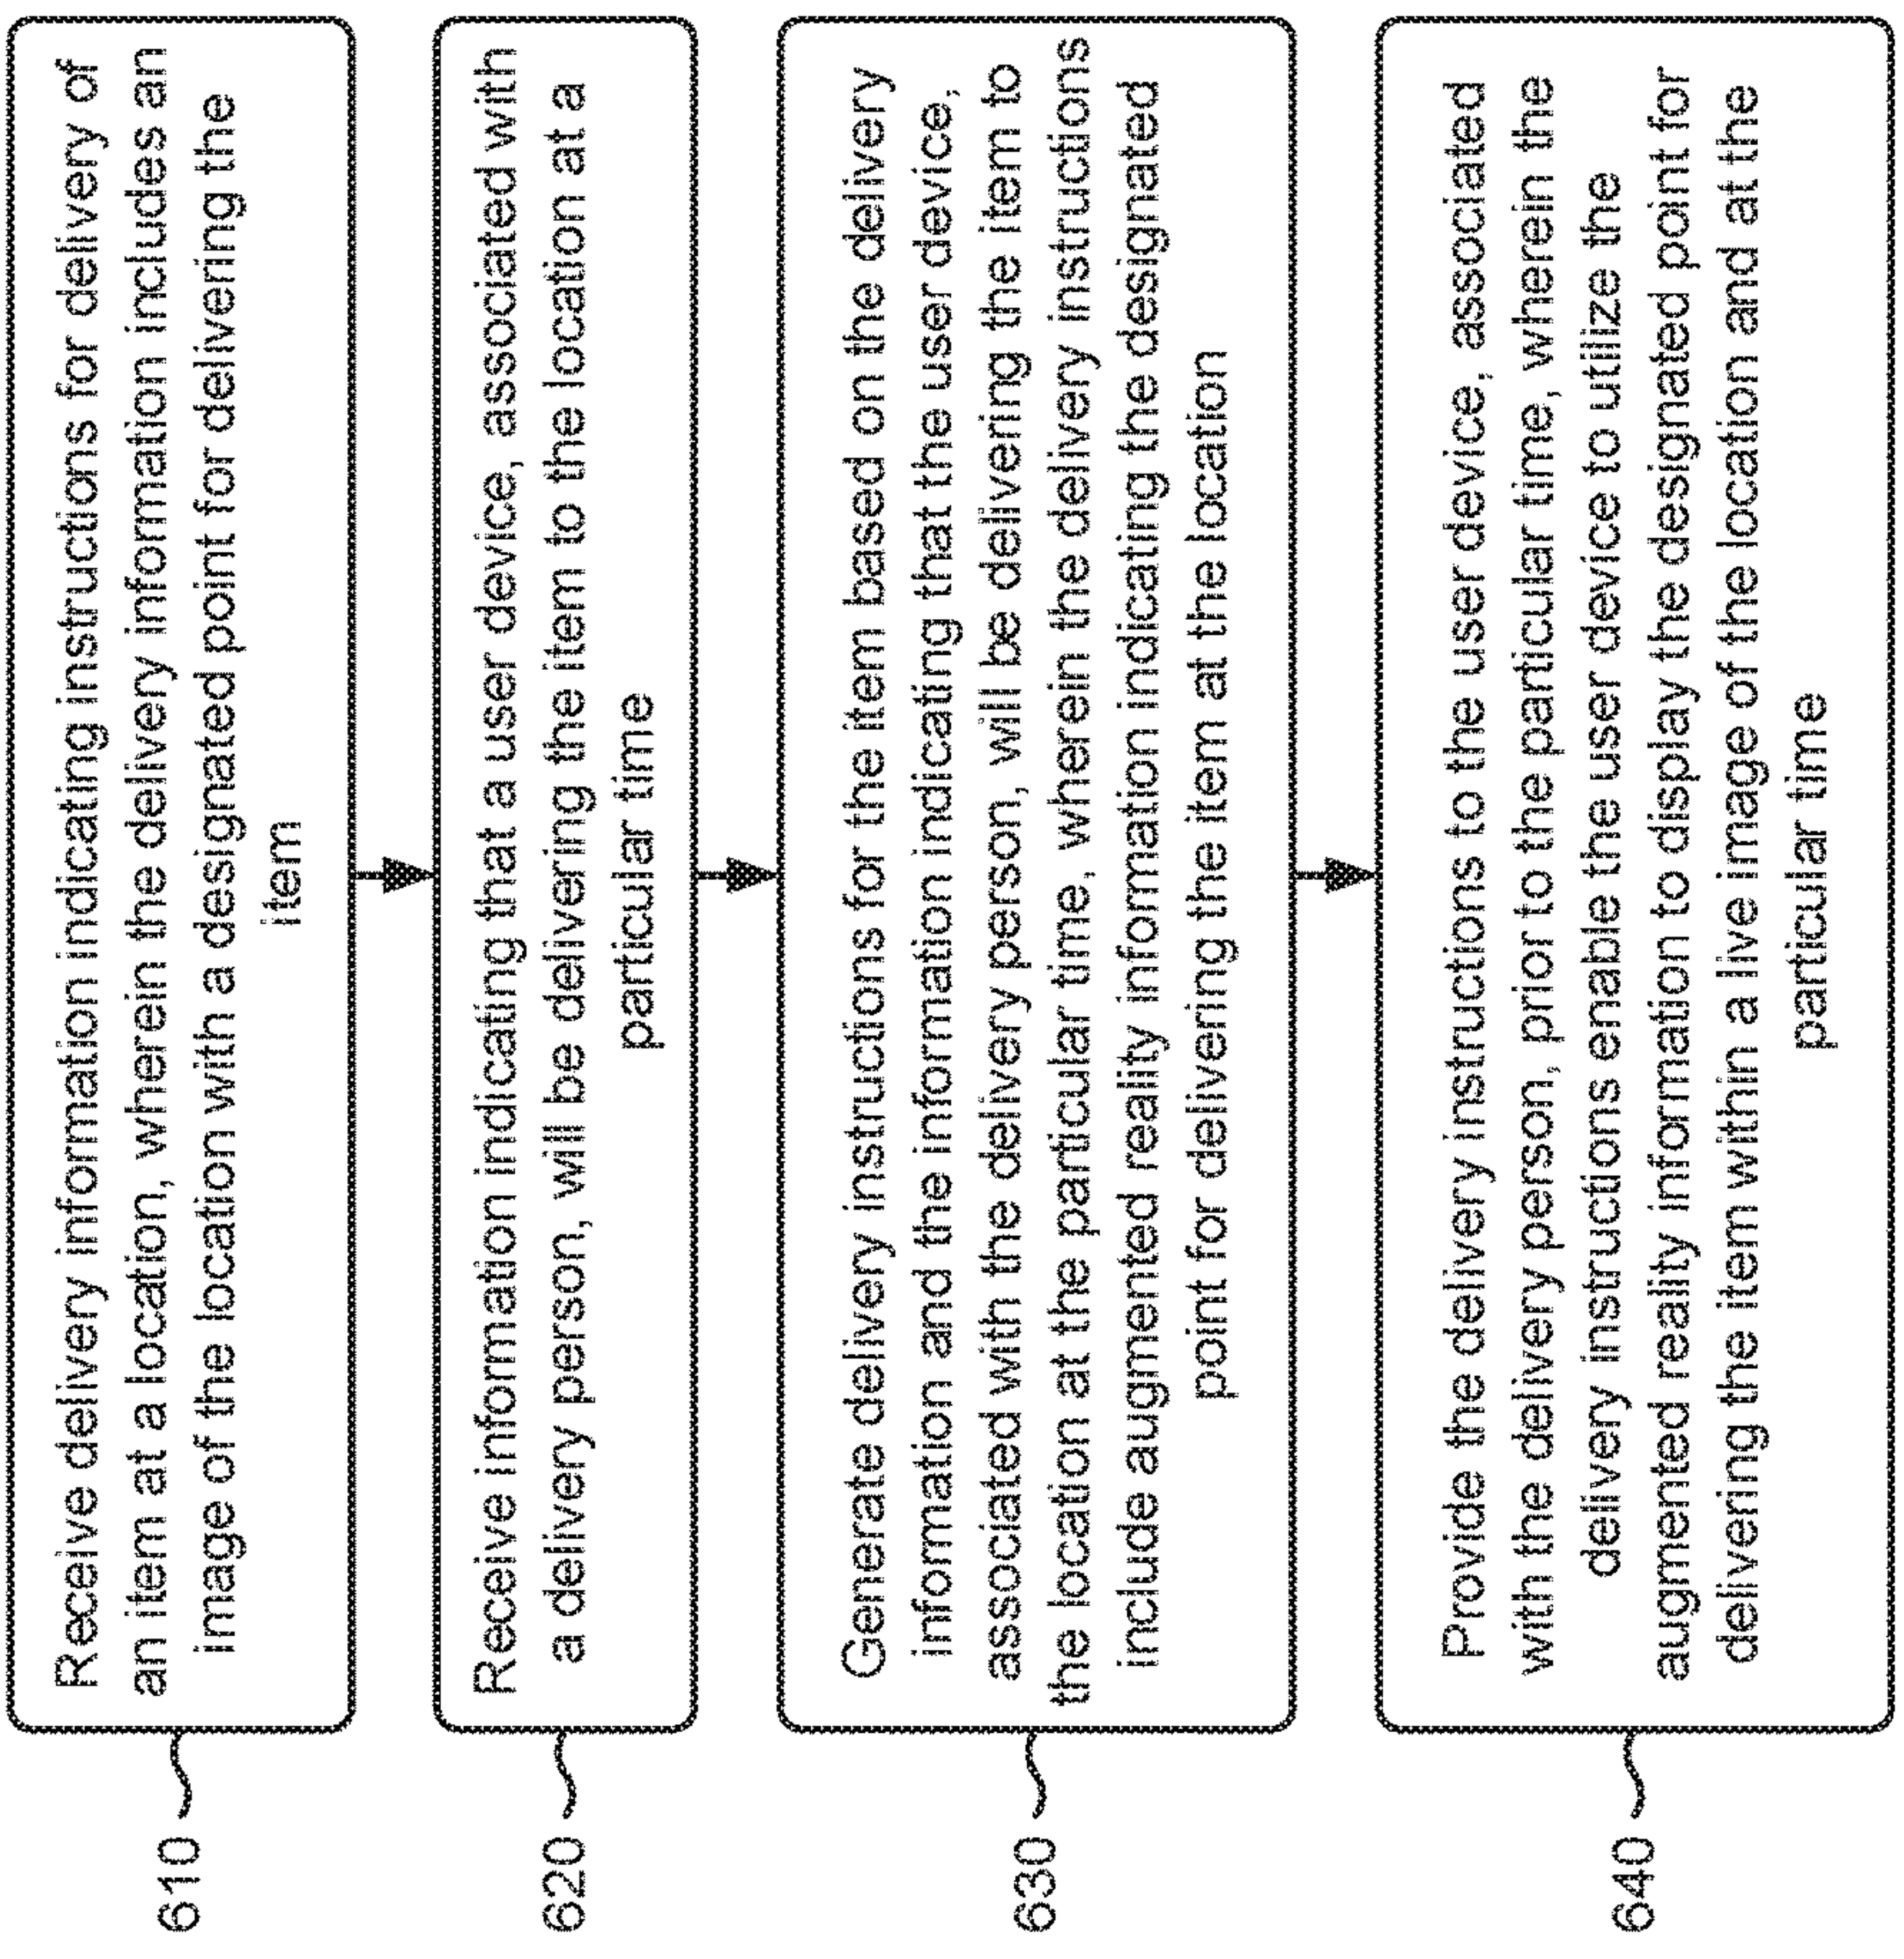 610
Receive delivery information indicating instructions for delivery of
an item at a location, wherein the delivery information includes an
image of the location with a designated point for delivering the
item
620
Receive information indicating that a user device, associated with
a delivery person, will be delivering the item to the location at a
particular time
630
Generate delivery instructions for the item based on the delivery
information and the information indicating that the user device,
associated with the delivery person, will be delivering the item to
the location at the particular time, wherein the delivery instructions
include augmented reality information indicating the designated
point for delivering the item at the location
640
Provide the delivery instructions to the user device, associated
with the delivery person, prior to the particular time, wherein the
delivery instructions enable the user device to utilize the
augmented reality information to display the designated point for
delivering the item within a live image of the location and at the
particular time